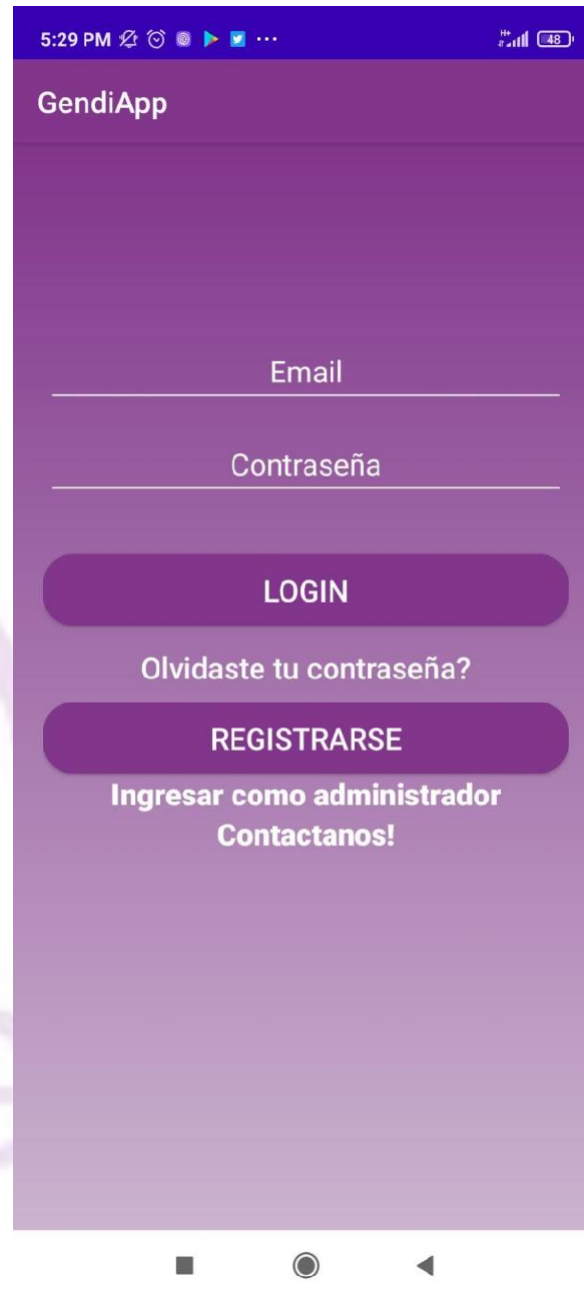 5:29 PM
H+
48
GendiApp
Email
Contraseña
LOGIN
Olvidaste tu contraseña?
REGISTRARSE
Ingresar como administrador
Contactanos!